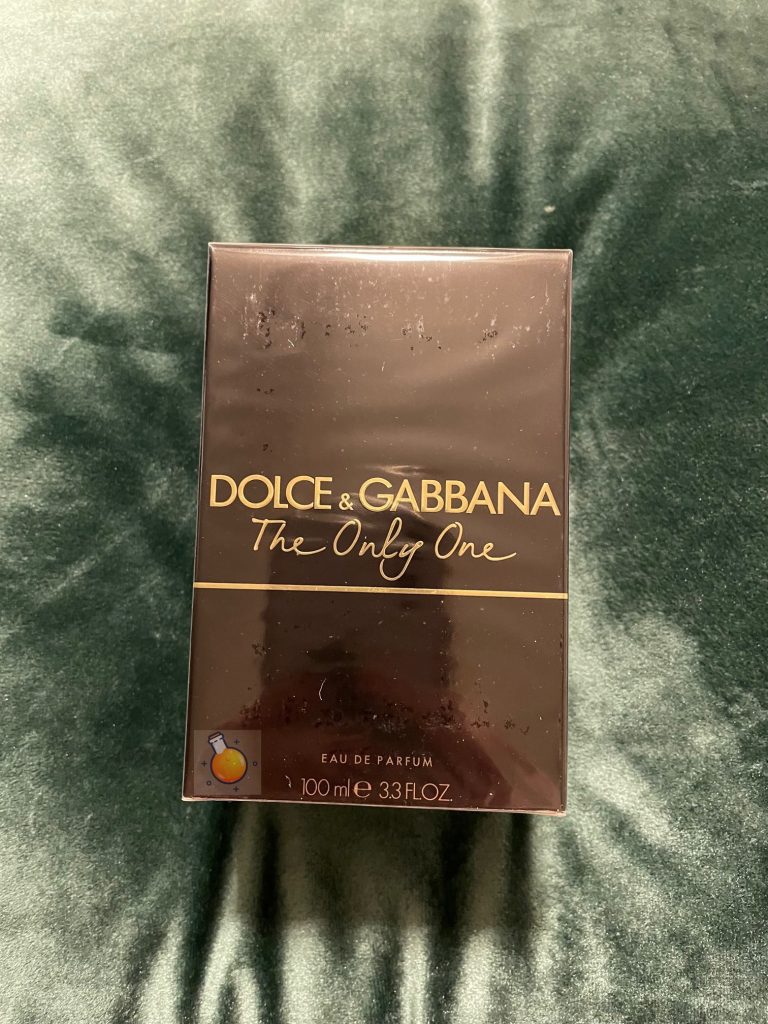 DOLCE & GABBANA
The Only One
EAU DE PARFUM
100 ml ℮ 3.3 FL.OZ.